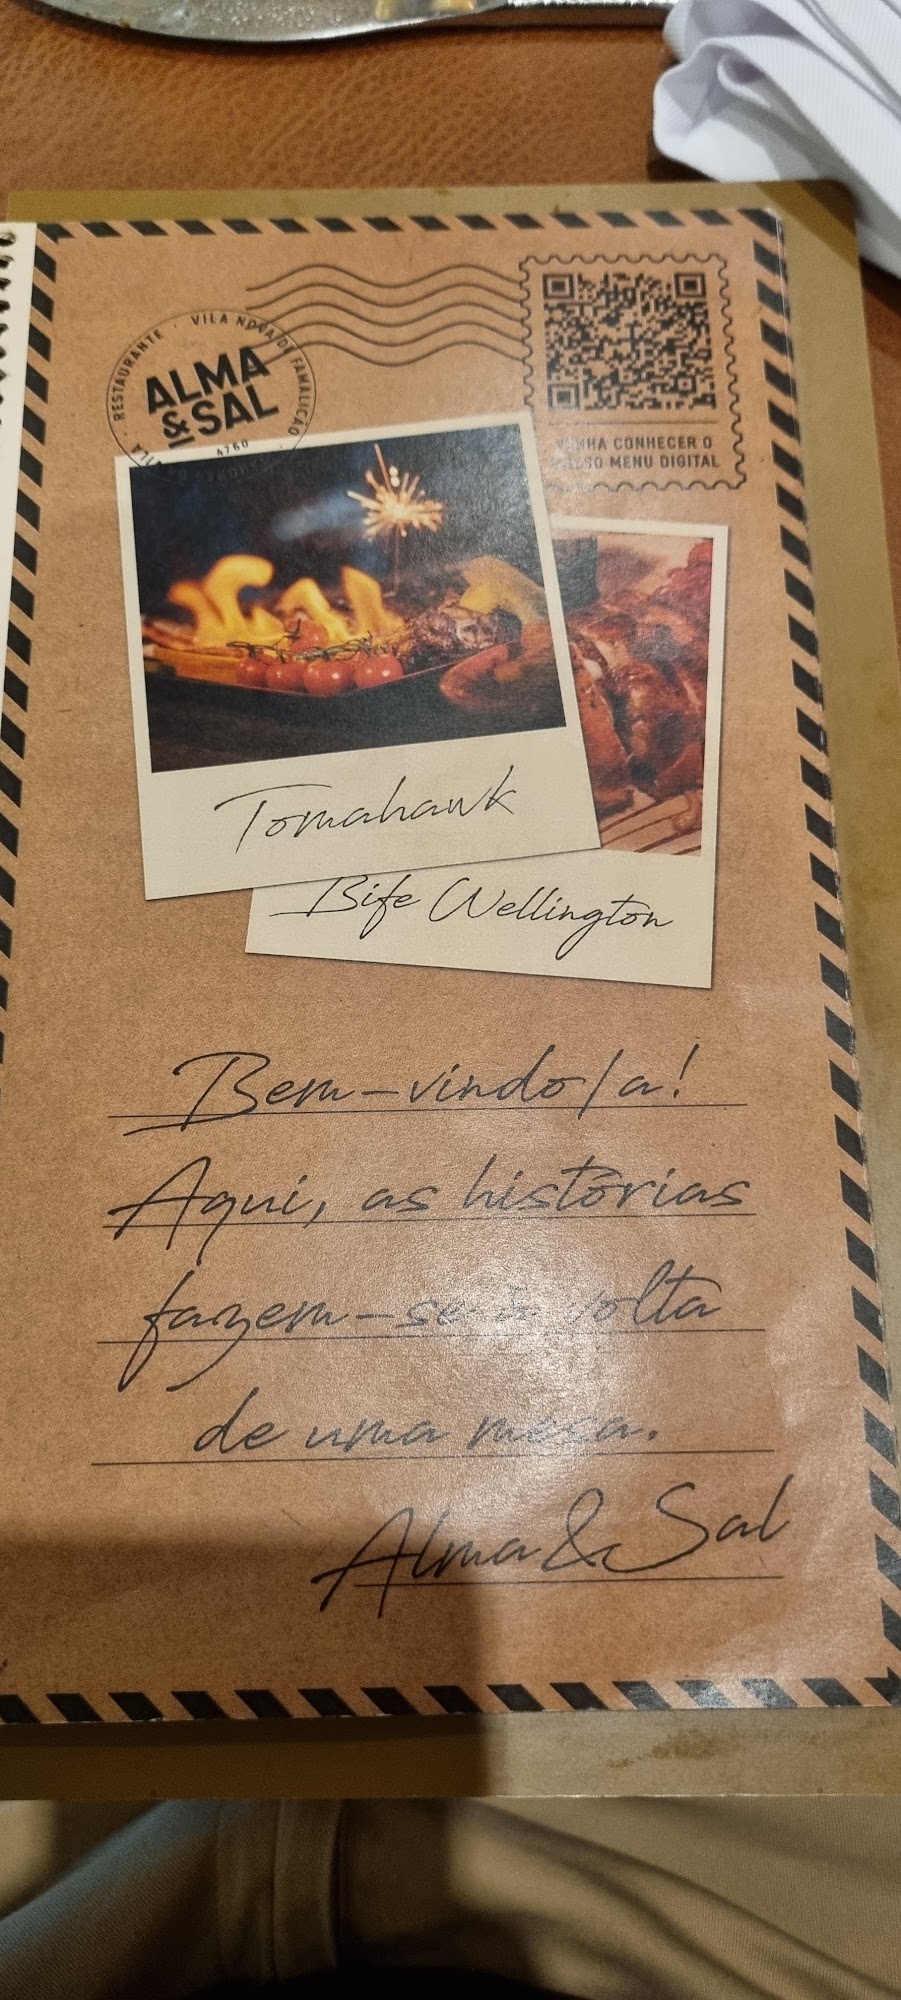 RESTAURANTE · VILA NOVA DE FAMALICÃO
ALMA
& SAL
4760
VENHA CONHECER O
NOSSO MENU DIGITAL
Tomahawk
Bife Wellington
Bem-vindo/a!
Aqui, as histórias
fazem-se à volta
de uma mesa.
Alma & Sal